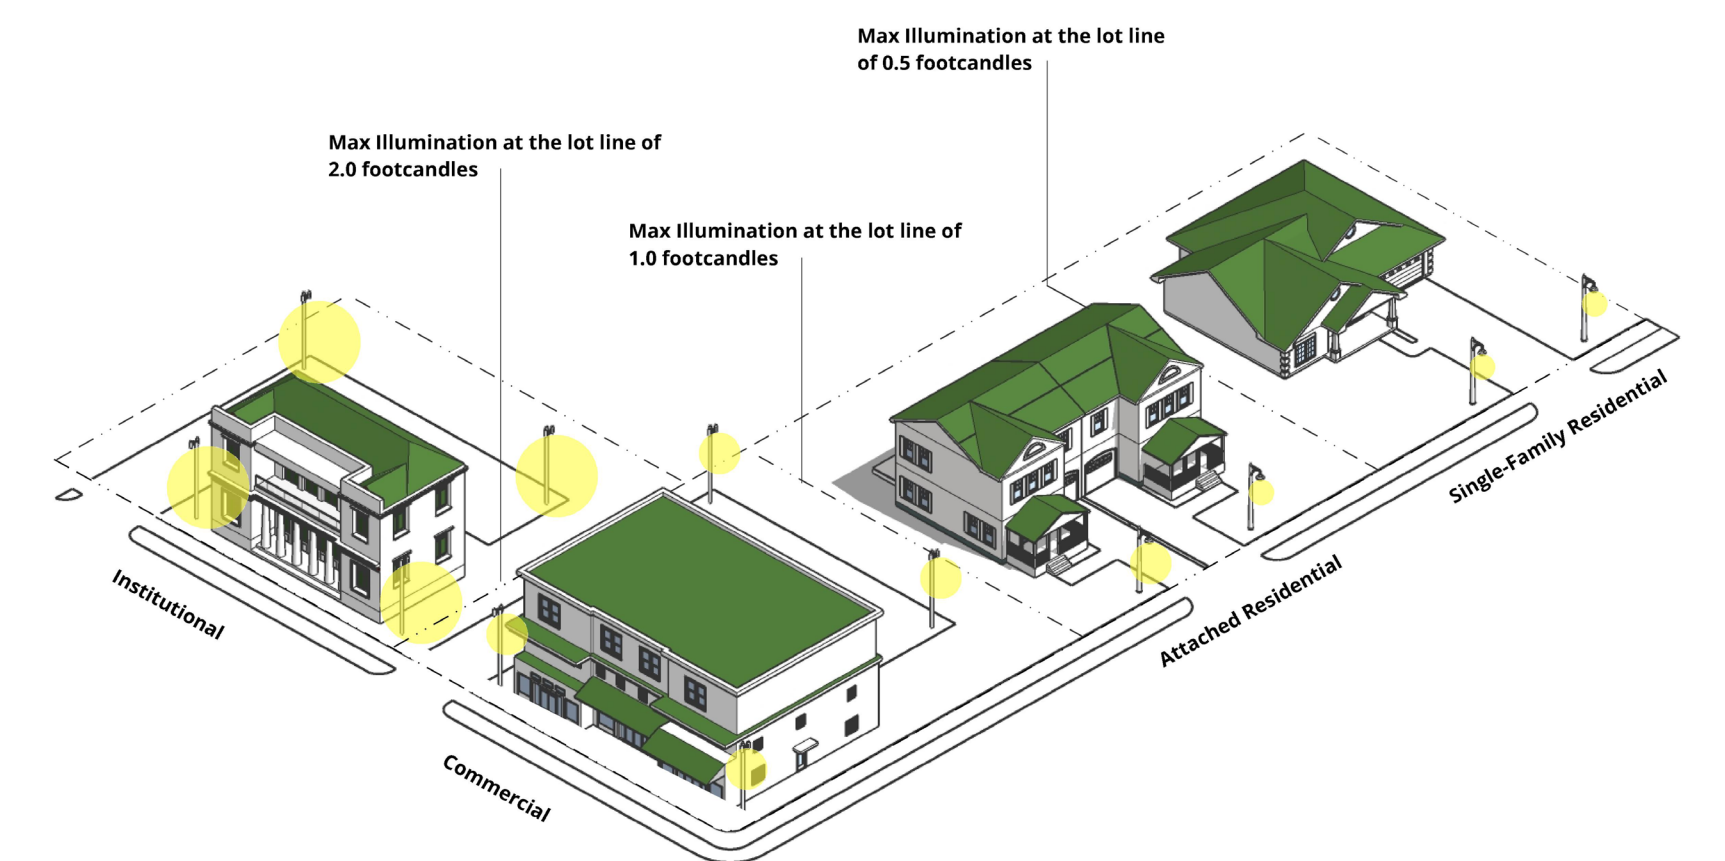 Max Illumination at the lot line
of 0.5 footcandles
Max Illumination at the lot line of
2.0 footcandles
Max Illumination at the lot line of
1.0 footcandles
Single-Family Residential
Attached Residential
Institutional
Commercial